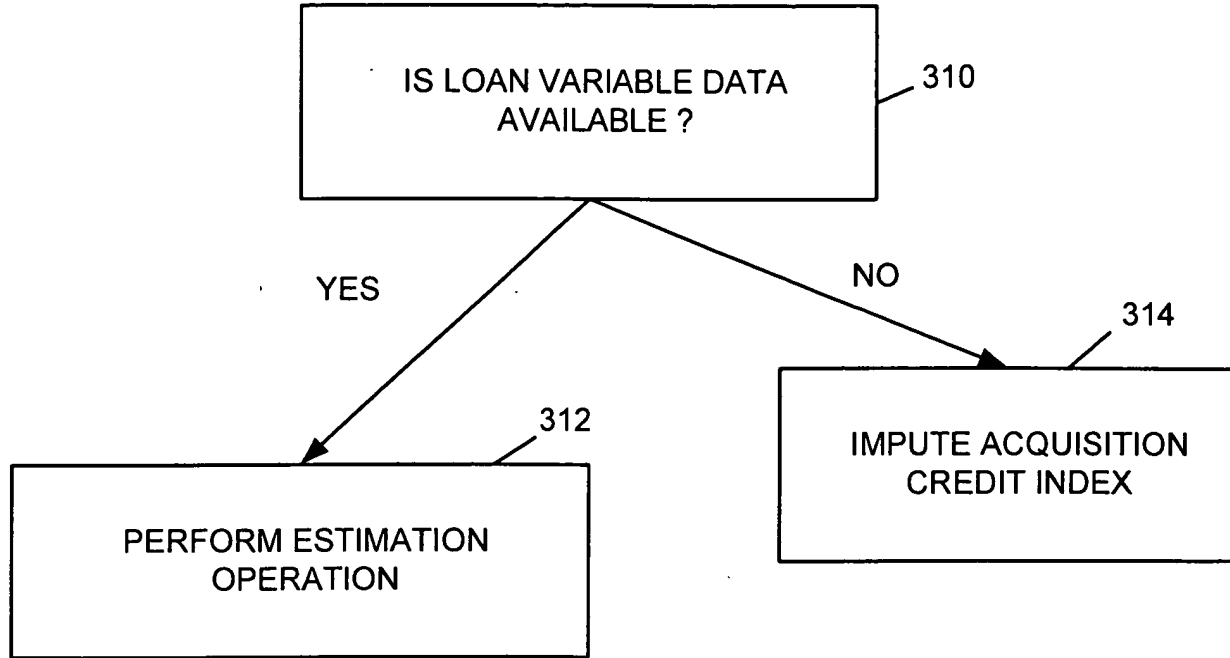 IS LOAN VARIABLE DATA
AVAILABLE ?
310
YES
NO
314
312
IMPUTE ACQUISITION
CREDIT INDEX
PERFORM ESTIMATION
OPERATION